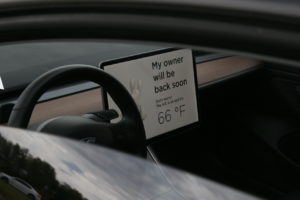 My owner
will be
back soon
66 °F